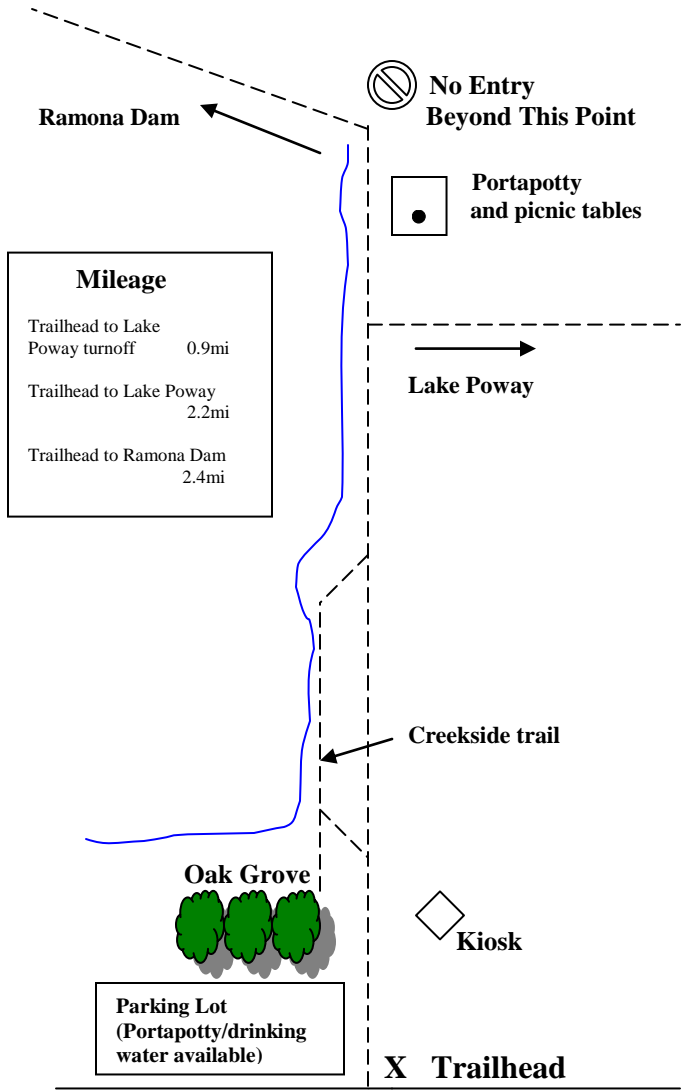 No Entry
Beyond This Point
Ramona Dam
Portapotty
and picnic tables
Mileage
Trailhead to Lake
Poway turnoff 0.9mi
Trailhead to Lake Poway
2.2mi
Trailhead to Ramona Dam
2.4mi
Lake Poway
Creekside trail
Oak Grove
Kiosk
Parking Lot
(Portapotty/drinking
water available)
X Trailhead